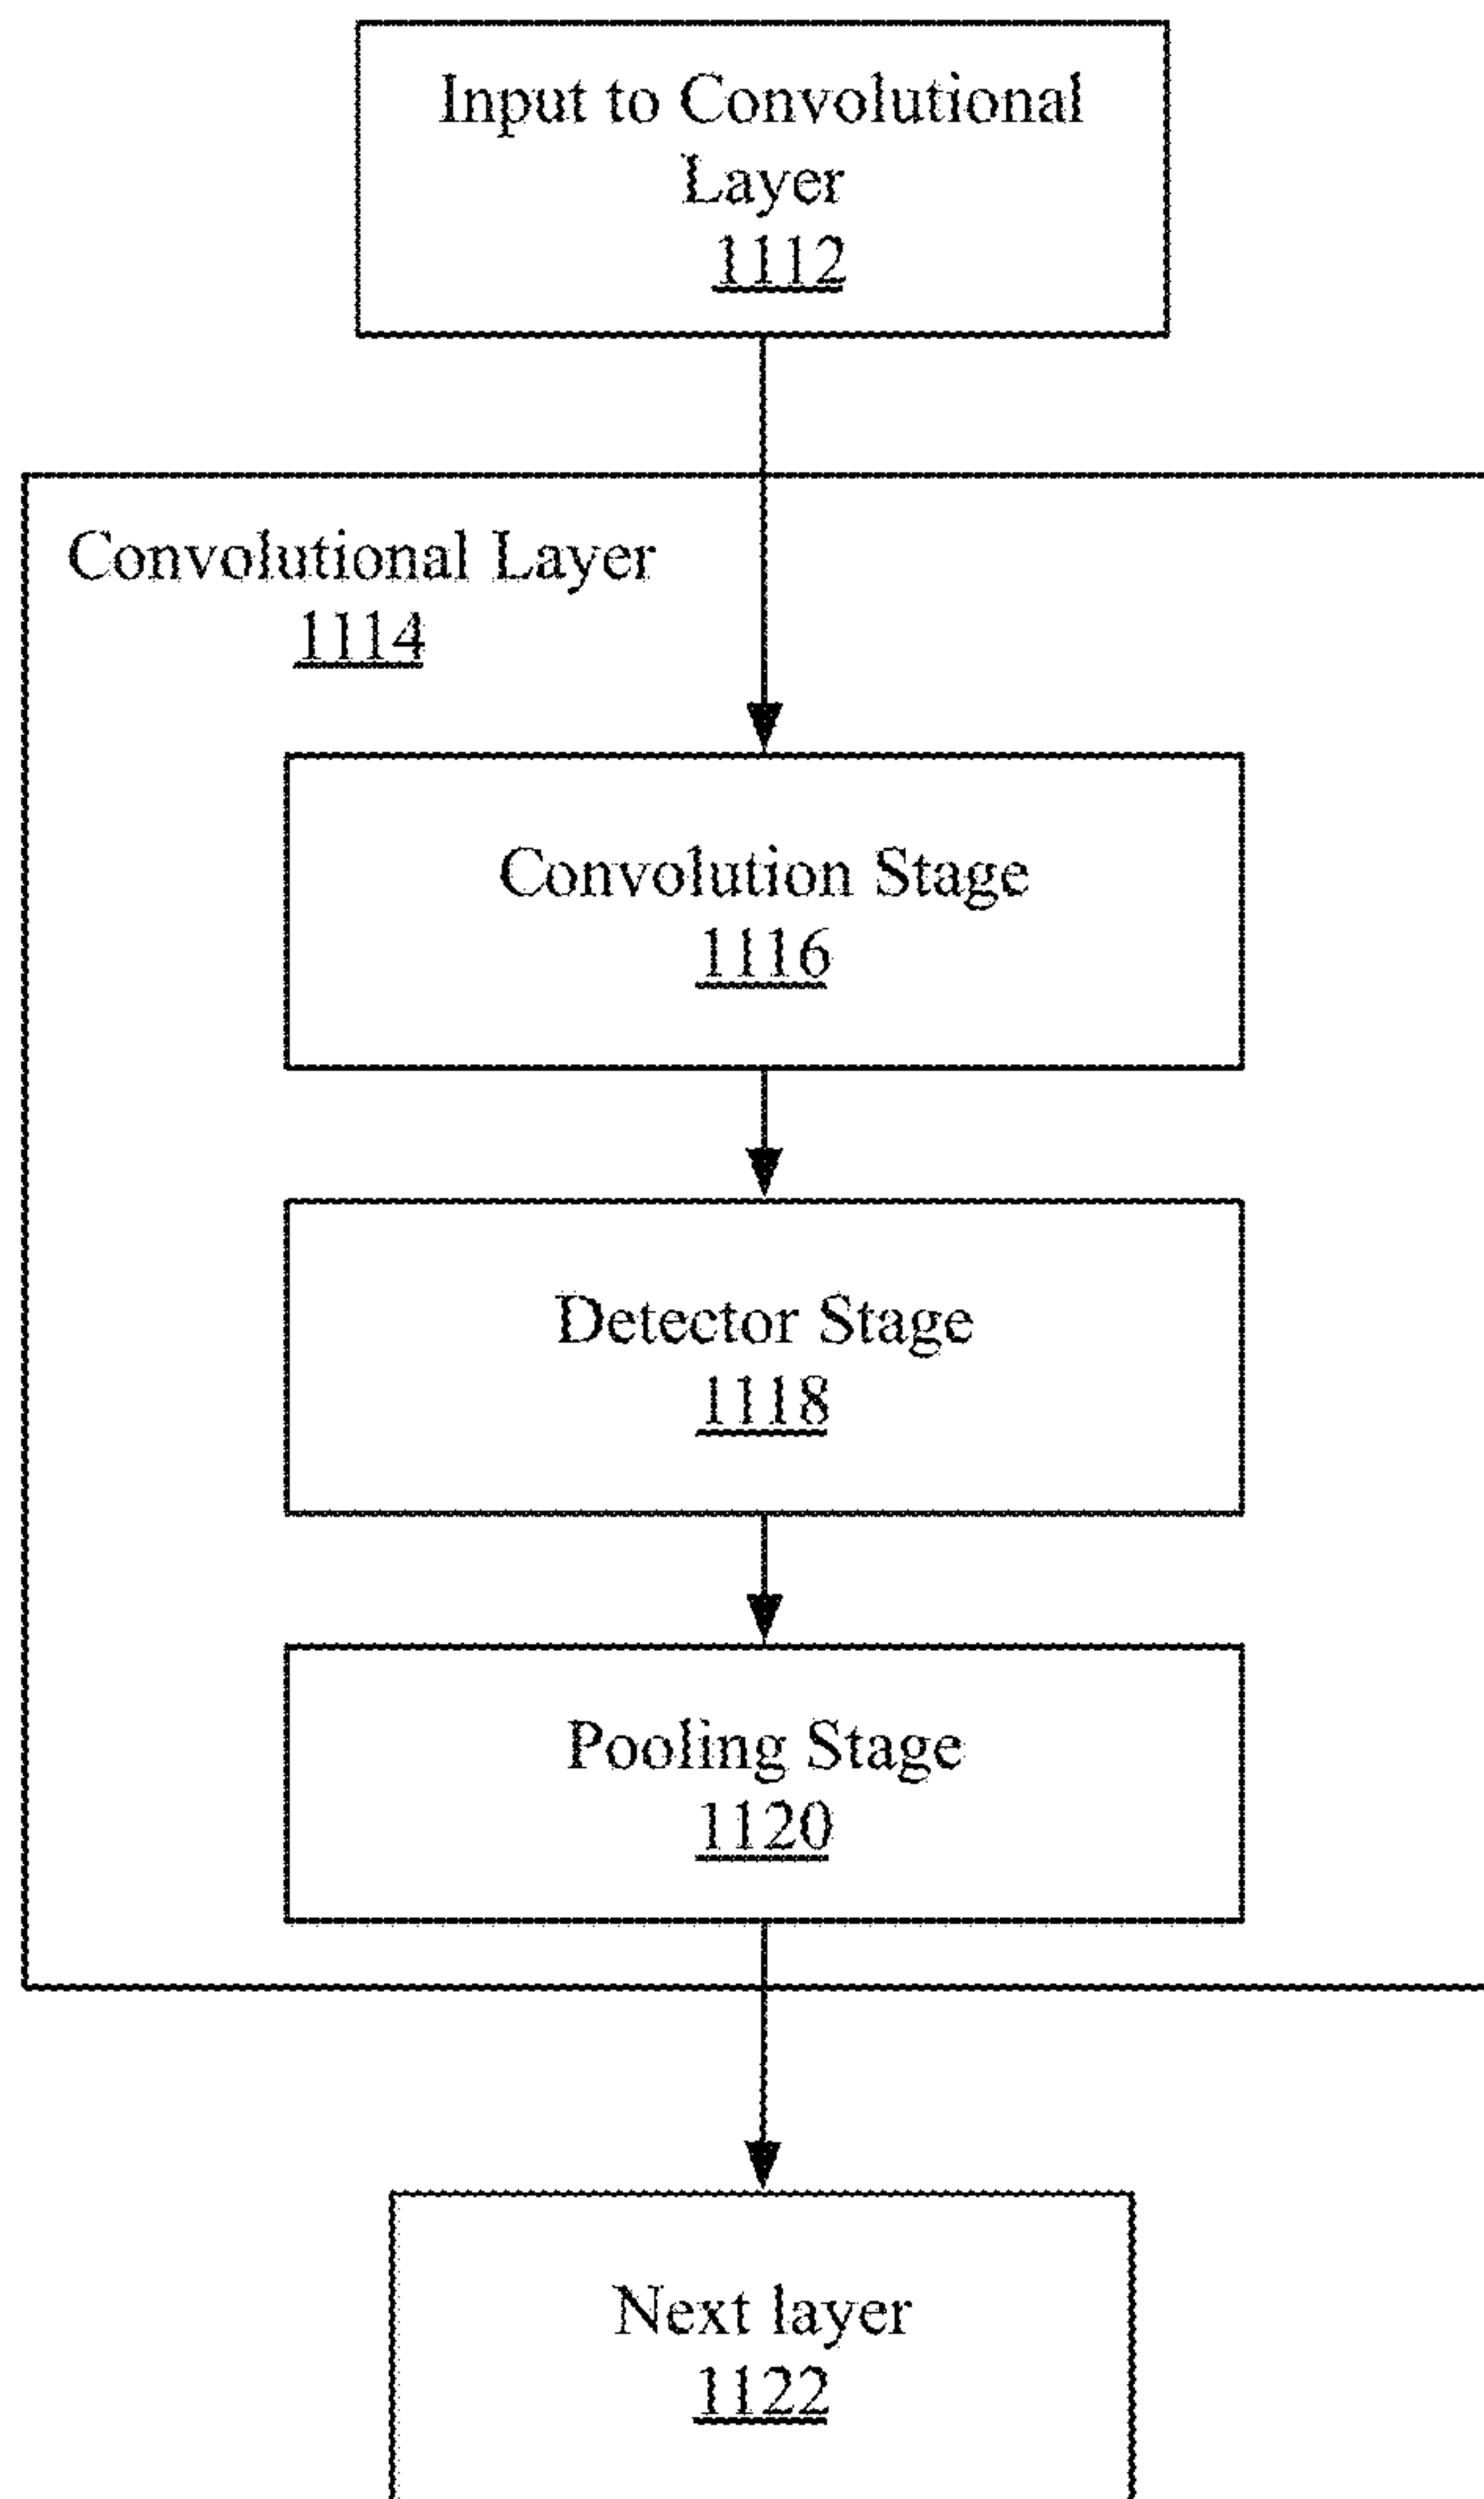 Input to Convolutional
Layer
1112
Convolutional Layer
1114
Convolution Stage
1116
Detector Stage
1118
Pooling Stage
1120
Next layer
1122